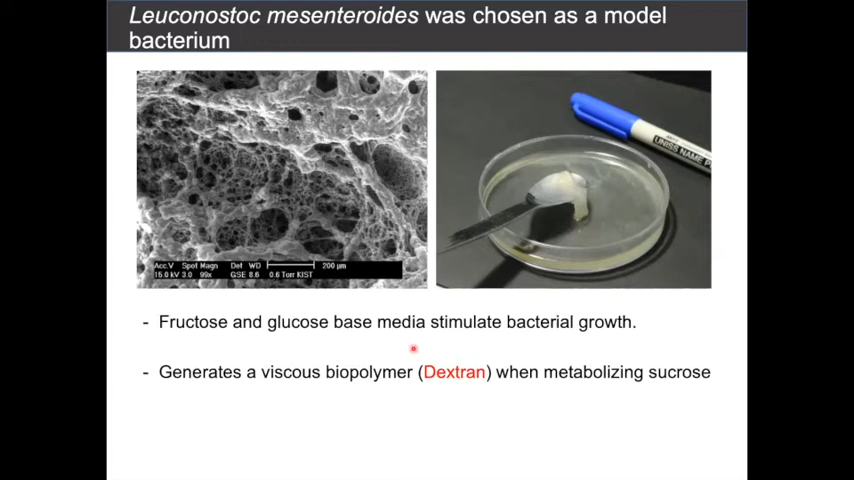 Leuconostoc mesenteroides was chosen as a model
bacterium
Acc.V Spot Magn Det WD 200 µm
15.0 kV 3.0 99x GSE 8.6 0.6 Torr KIST
UNISS NAME P
- Fructose and glucose base media stimulate bacterial growth.
- Generates a viscous biopolymer (Dextran) when metabolizing sucrose